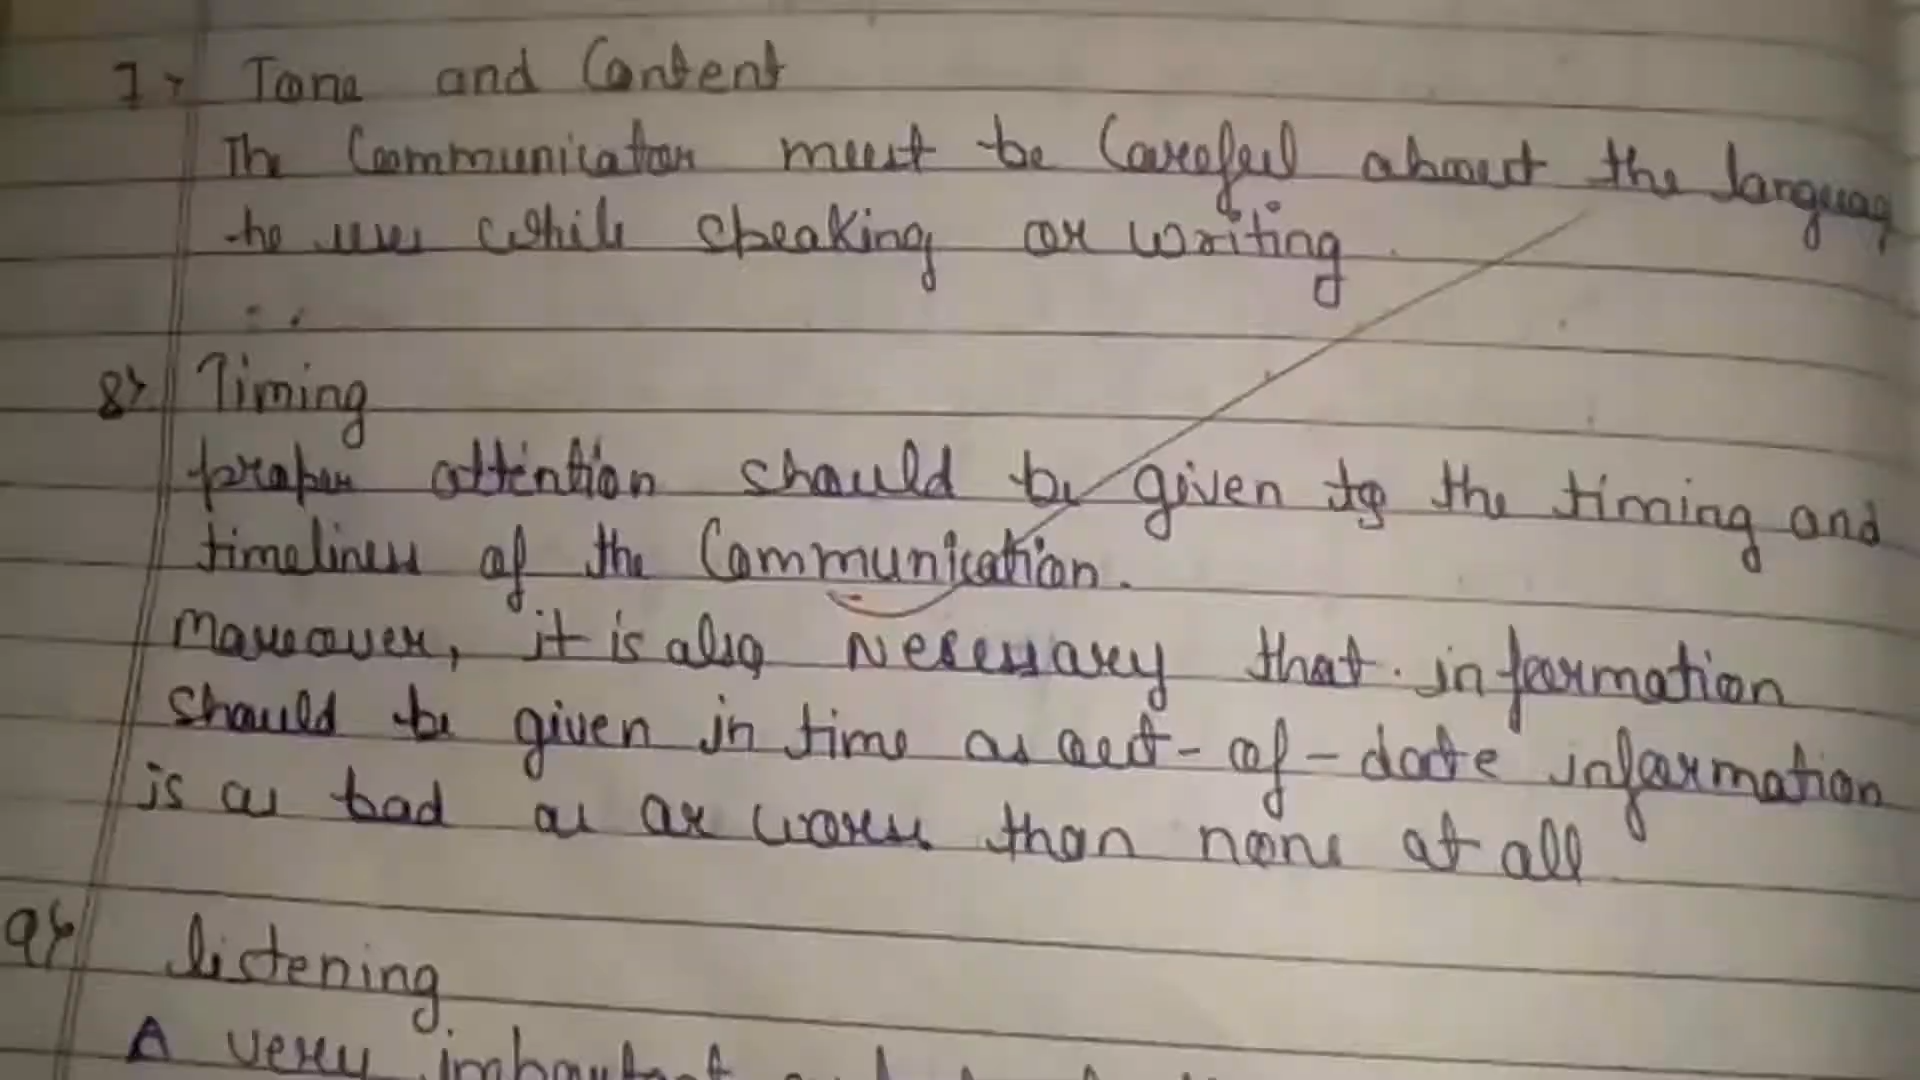 7> Tone and Content
The Communicator must be Careful about the languag
he uses while speaking or writing
8> Timing
proper attention should be given to the timing and
timeliness of the Communication.
Moreover, it is also Nesessary that information
should be given in time as out-of-date information
is as bad as or worse than none at all
9> listening
A very important